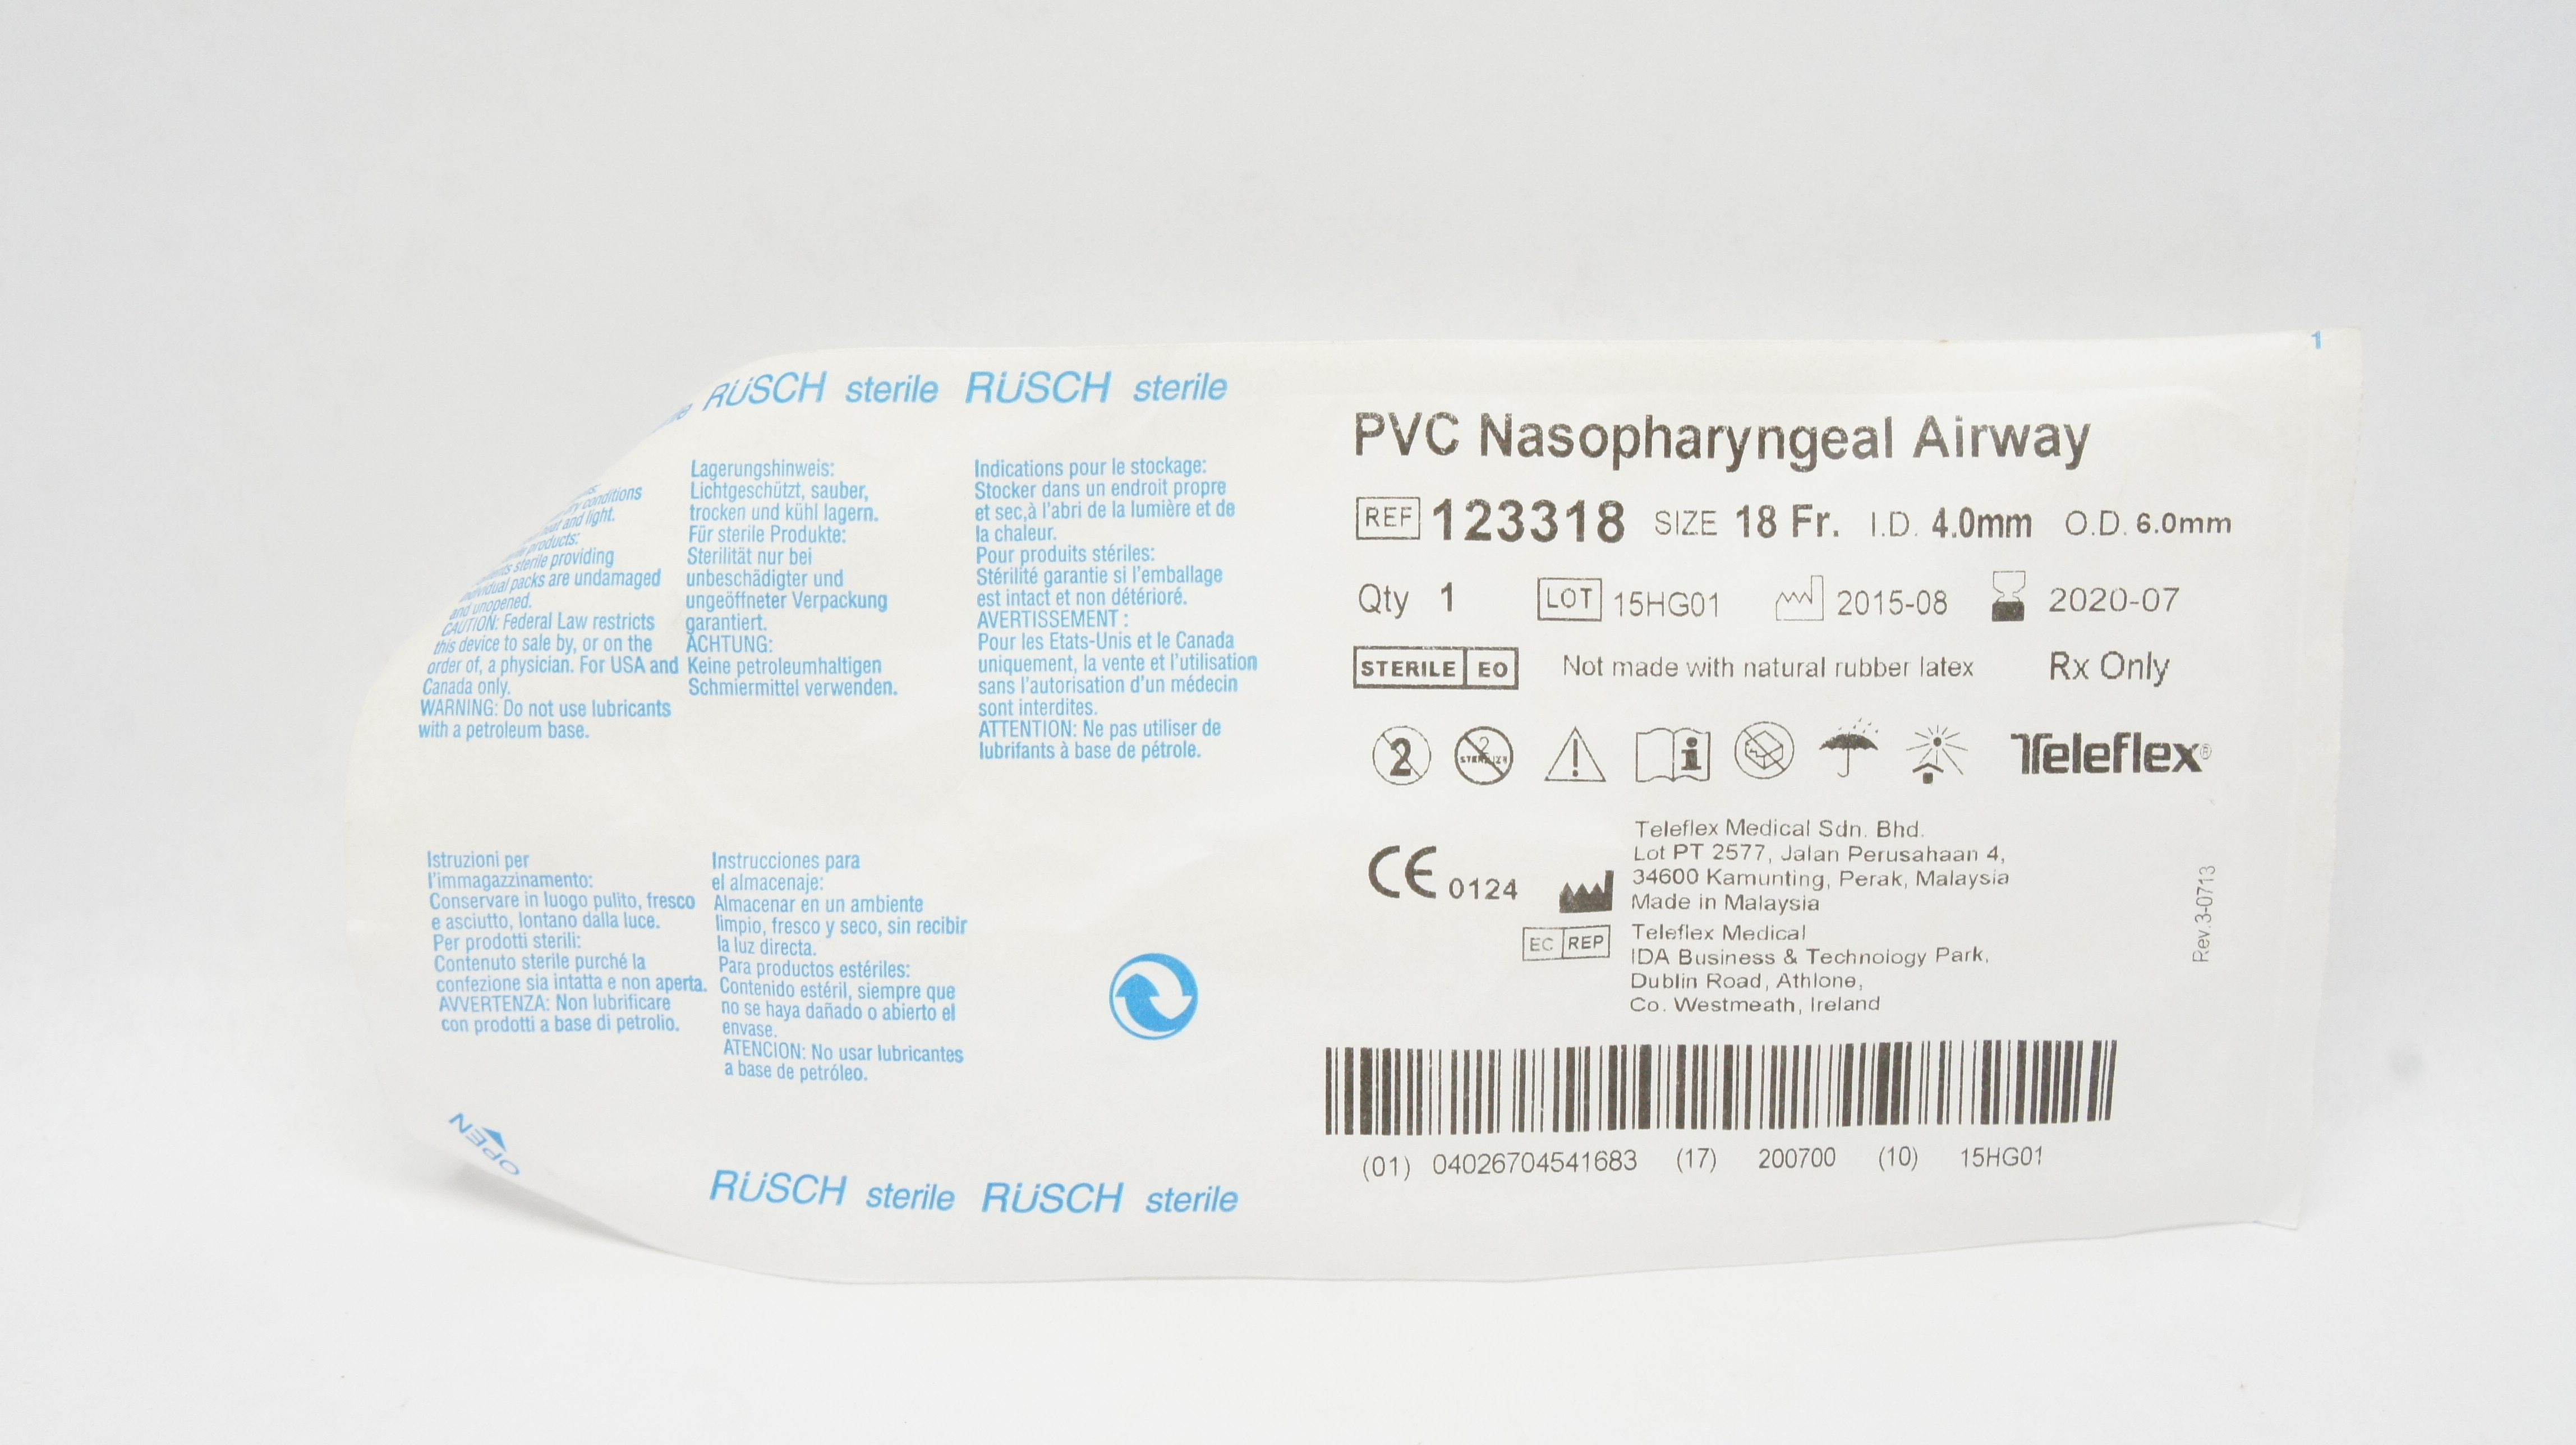 1
RÜSCH sterile RÜSCH sterile
conditions
and light.
products:
sterile providing
individual packs are undamaged
and unopened.
CAUTION: Federal Law restricts
this device to sale by, or on the
order of, a physician. For USA and
Canada only.
WARNING: Do not use lubricants
with a petroleum base.
Lagerungshinweis:
Lichtgeschützt, sauber,
trocken und kühl lagern.
Für sterile Produkte:
Sterilität nur bei
unbeschädigter und
ungeöffneter Verpackung
garantiert.
ACHTUNG:
Keine petroleumhaltigen
Schmiermittel verwenden.
Indications pour le stockage:
Stocker dans un endroit propre
et sec,à l'abri de la lumière et de
la chaleur.
Pour produits stériles:
Stérilité garantie si l'emballage
est intact et non détérioré.
AVERTISSEMENT :
Pour les Etats-Unis et le Canada
uniquement, la vente et l'utilisation
sans l'autorisation d'un médecin
sont interdites.
ATTENTION: Ne pas utiliser de
lubrifants à base de pétrole.
Istruzioni per
l'immagazzinamento:
Conservare in luogo pulito, fresco
e asciutto, lontano dalla luce.
Per prodotti sterili:
Contenuto sterile purché la
confezione sia intatta e non aperta.
AVVERTENZA: Non lubrificare
con prodotti a base di petrolio.
Instrucciones para
el almacenaje:
Almacenar en un ambiente
limpio, fresco y seco, sin recibir
la luz directa.
Para productos estériles:
Contenido estéril, siempre que
no se haya dañado o abierto el
envase.
ATENCION: No usar lubricantes
a base de petróleo.
OPEN
RÜSCH sterile RÜSCH sterile
PVC Nasopharyngeal Airway
REF 123318 SIZE 18 Fr. I.D. 4.0mm O.D. 6.0mm
Qty 1 LOT 15HG01 2015-08 2020-07
STERILE EO Not made with natural rubber latex Rx Only
2 2 STERILIZE ! i Teleflex®
CE 0124
Teleflex Medical Sdn. Bhd.
Lot PT 2577, Jalan Perusahaan 4,
34600 Kamunting, Perak, Malaysia
Made in Malaysia
EC REP
Teleflex Medical
IDA Business & Technology Park,
Dublin Road, Athlone,
Co. Westmeath, Ireland
Rev.3-0713
(01) 04026704541683 (17) 200700 (10) 15HG01